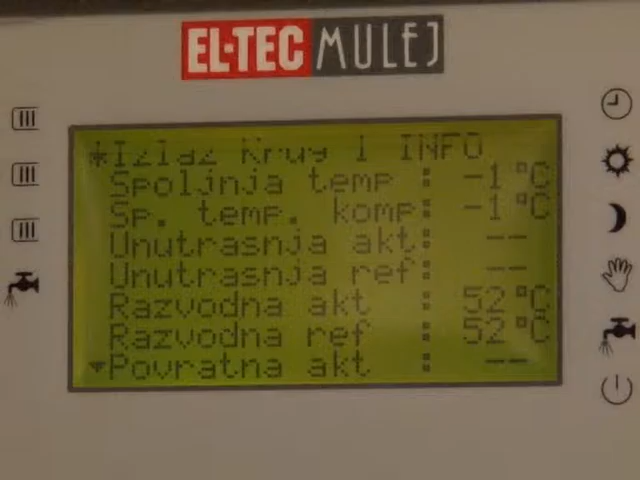 EL-TEC MULEJ
*Izlaz Krug 1 INFO
Spoljnja temp : -1°C
Sp. temp. komp: -1°C
Unutrasnja akt: --
Unutrasnja ref: --
Razvodna akt : 52°C
Razvodna ref : 52°C
Povratna akt : --